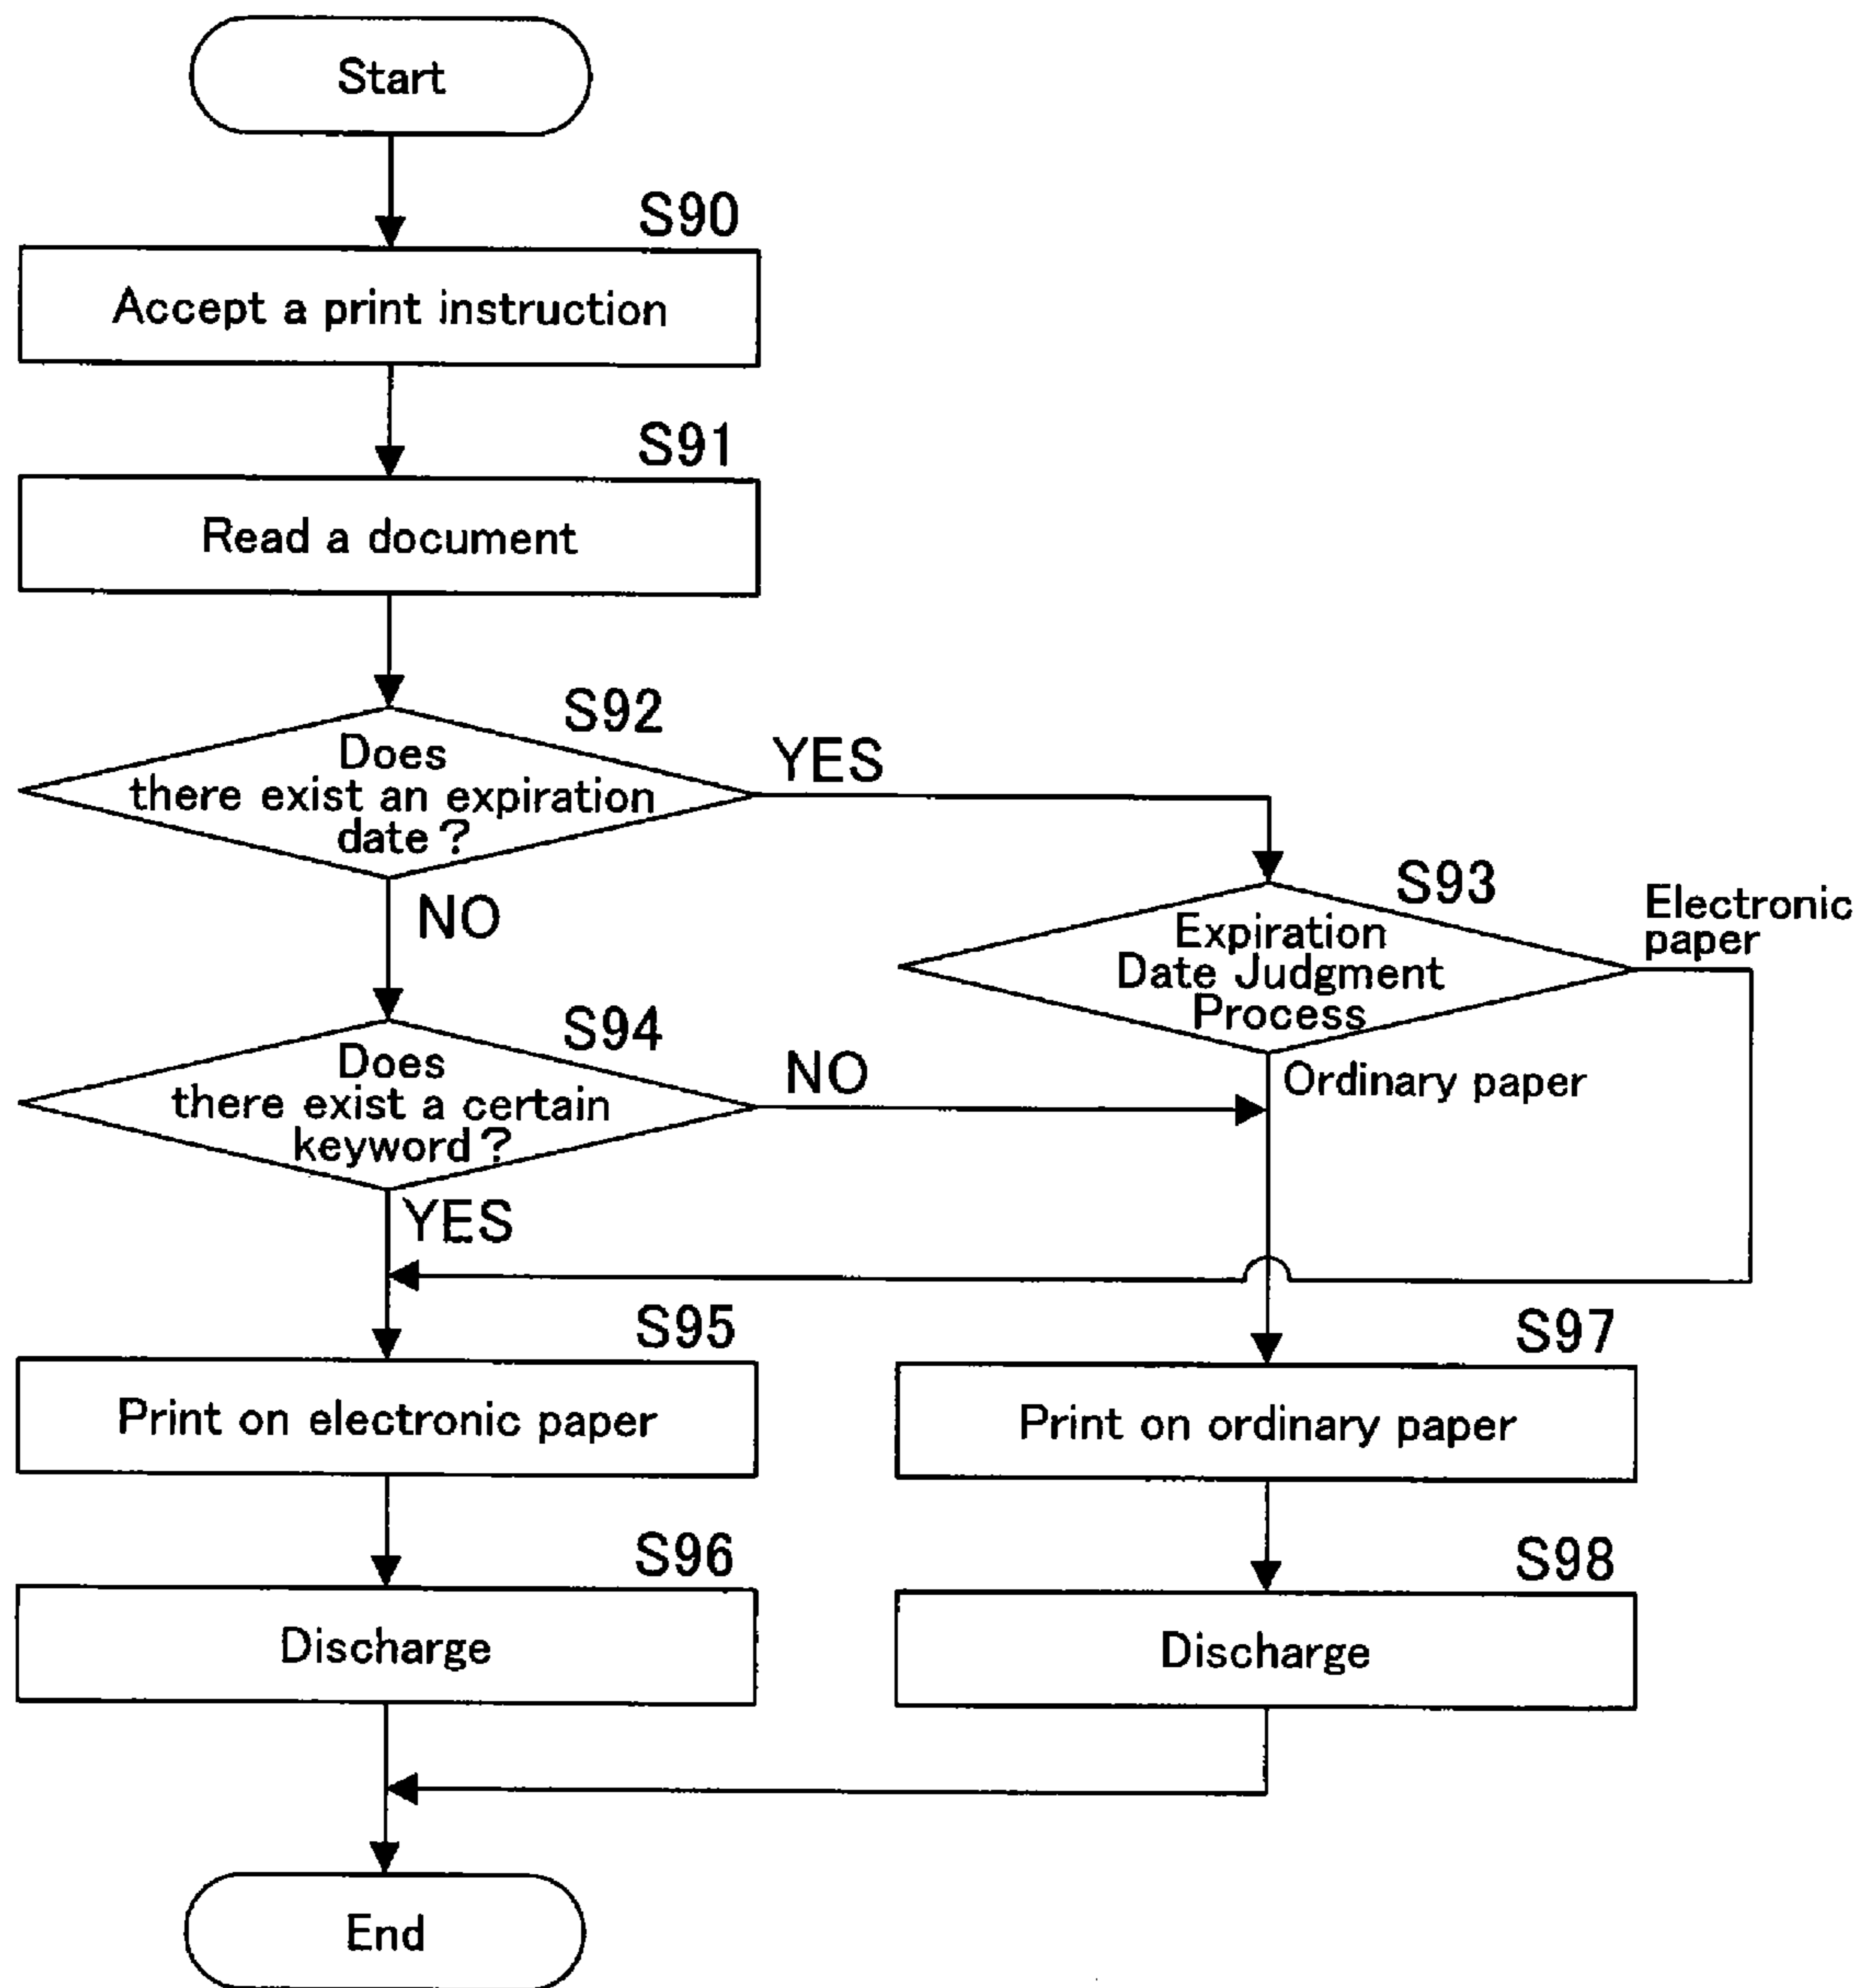 Start
S90
Accept a print instruction
S91
Read a document
S92
Does
there exist an expiration
date?
YES
NO
S93
Expiration
Date Judgment
Process
Electronic
paper
Ordinary paper
S94
Does
there exist a certain
keyword?
NO
YES
S95
Print on electronic paper
S97
Print on ordinary paper
S96
Discharge
S98
Discharge
End